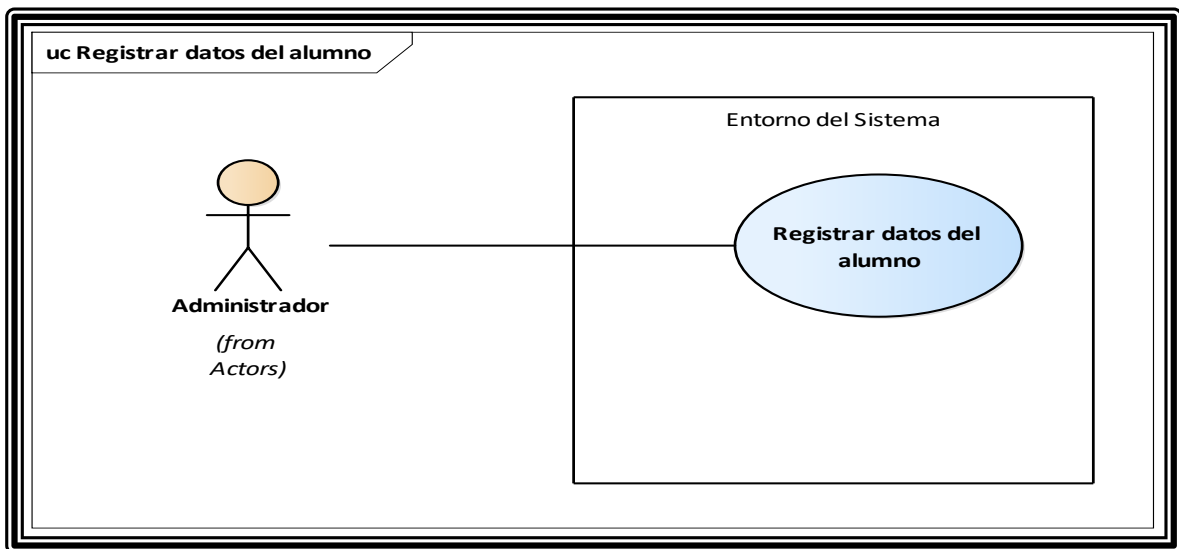 uc Registrar datos del alumno
Entorno del Sistema
Registrar datos del
alumno
Administrador
(from
Actors)